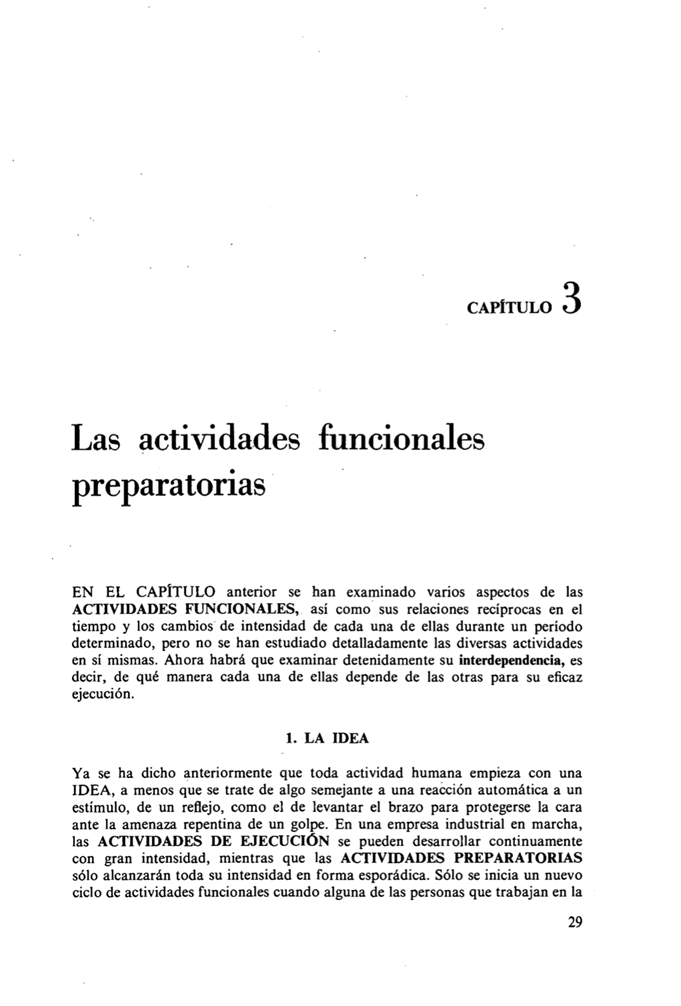 CAPÍTULO 3
Las actividades funcionales
preparatorias
EN EL CAPÍTULO anterior se han examinado varios aspectos de las
ACTIVIDADES FUNCIONALES, así como sus relaciones recíprocas en el
tiempo y los cambios de intensidad de cada una de ellas durante un período
determinado, pero no se han estudiado detalladamente las diversas actividades
en sí mismas. Ahora habrá que examinar detenidamente su interdependencia, es
decir, de qué manera cada una de ellas depende de las otras para su eficaz
ejecución.
1. LA IDEA
Ya se ha dicho anteriormente que toda actividad humana empieza con una
IDEA, a menos que se trate de algo semejante a una reacción automática a un
estímulo, de un reflejo, como el de levantar el brazo para protegerse la cara
ante la amenaza repentina de un golpe. En una empresa industrial en marcha,
las ACTIVIDADES DE EJECUCIÓN se pueden desarrollar continuamente
con gran intensidad, mientras que las ACTIVIDADES PREPARATORIAS
sólo alcanzarán toda su intensidad en forma esporádica. Sólo se inicia un nuevo
ciclo de actividades funcionales cuando alguna de las personas que trabajan en la
29